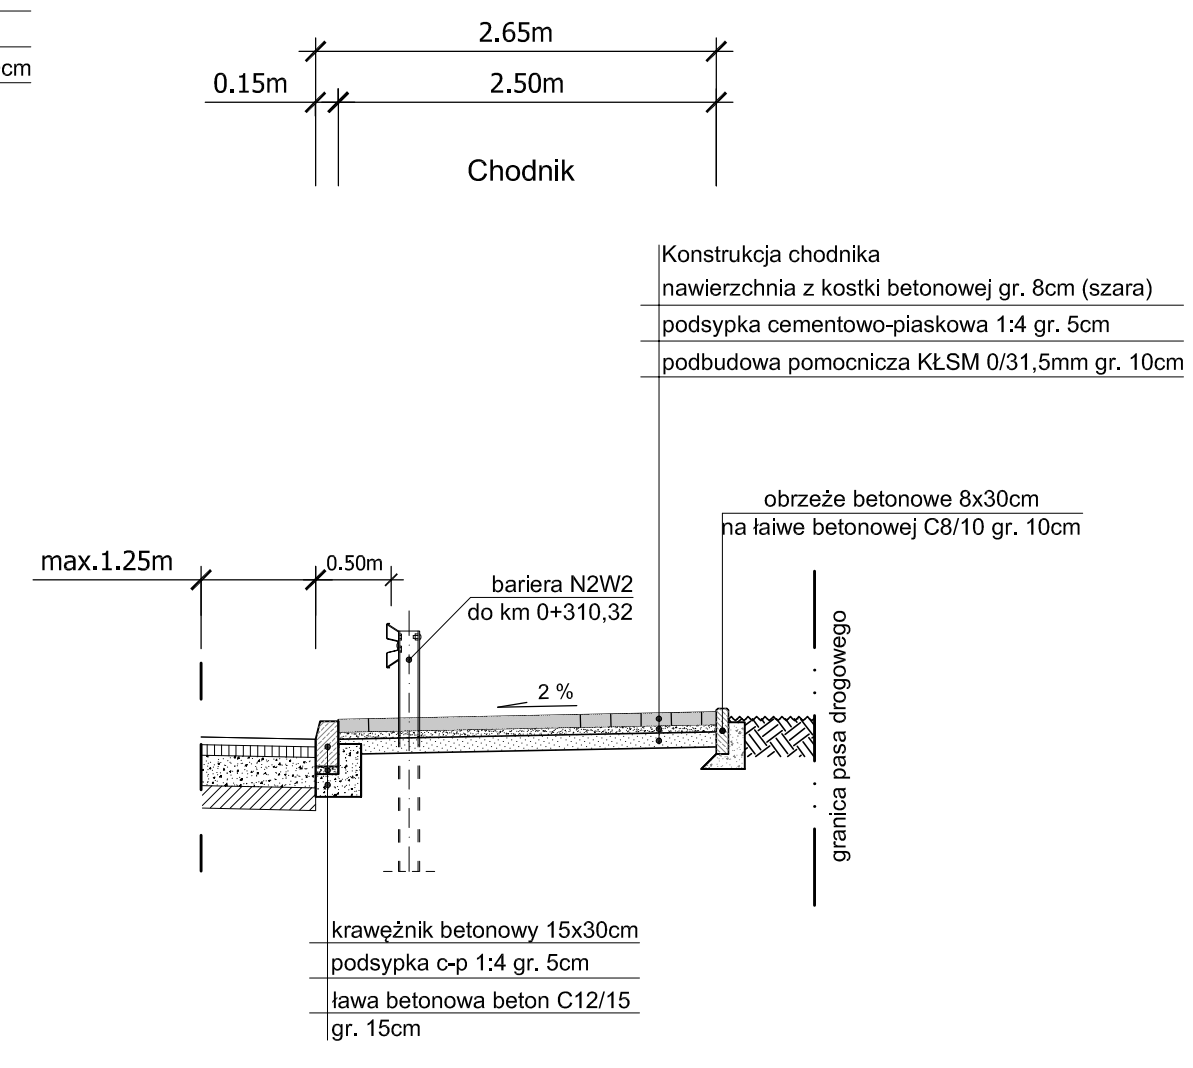 2.65m
cm
0.15m
2.50m
Chodnik
Konstrukcja chodnika
nawierzchnia z kostki betonowej gr. 8cm (szara)
podsypka cementowo-piaskowa 1:4 gr. 5cm
podbudowa pomocnicza KŁSM 0/31,5mm gr. 10cm
obrzeże betonowe 8x30cm
na łaiwe betonowej C8/10 gr. 10cm
max.1.25m
0.50m
bariera N2W2
do km 0+310,32
2 %
granica pasa drogowego
krawężnik betonowy 15x30cm
podsypka c-p 1:4 gr. 5cm
ława betonowa beton C12/15
gr. 15cm